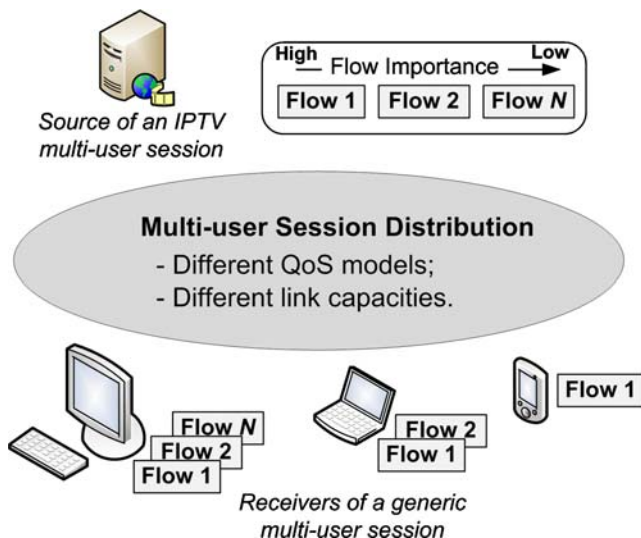 Source of an IPTV
multi-user session
High Flow Importance Low
Flow 1 Flow 2 Flow N
Multi-user Session Distribution
- Different QoS models;
- Different link capacities.
Flow N
Flow 2
Flow 1
Flow 2
Flow 1
Flow 1
Receivers of a generic
multi-user session